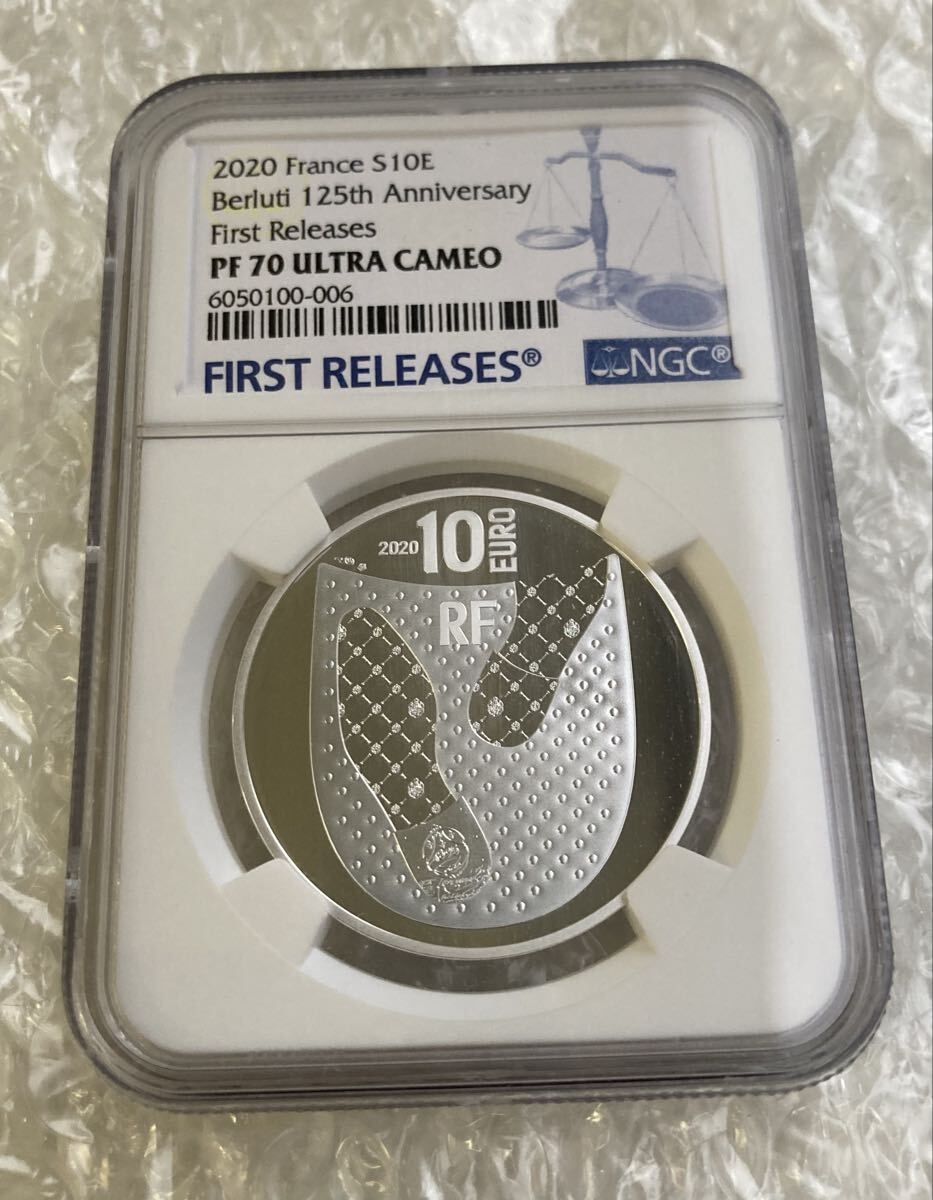 2020 France S10E
Berluti 125th Anniversary
First Releases
PF 70 ULTRA CAMEO
6050100-006
FIRST RELEASES®
NGC®
2020 10 EURO
RF